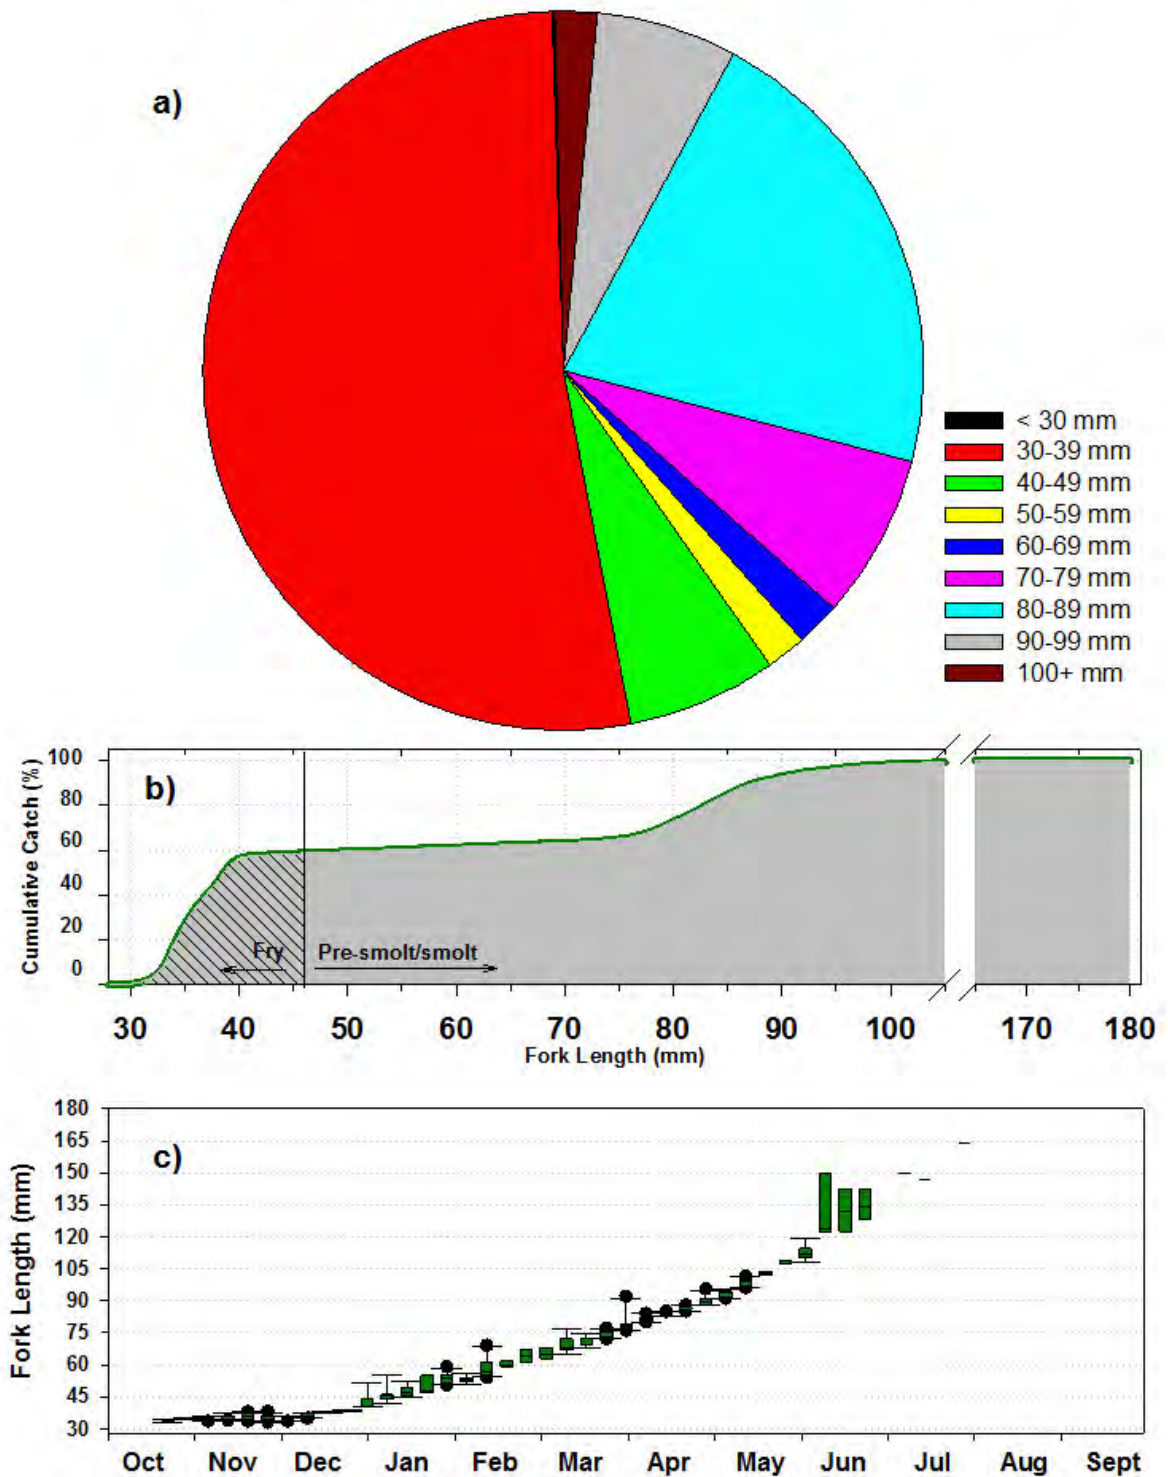 a)
< 30 mm
30-39 mm
40-49 mm
50-59 mm
60-69 mm
70-79 mm
80-89 mm
90-99 mm
100+ mm
b)
Cumulative Catch (%)
100
80
60
40
20
0
Fry
Pre-smolt/smolt
30 40 50 60 70 80 90 100 170 180
Fork Length (mm)
c)
Fork Length (mm)
180
165
150
135
120
105
90
75
60
45
30
Oct Nov Dec Jan Feb Mar Apr May Jun Jul Aug Sept